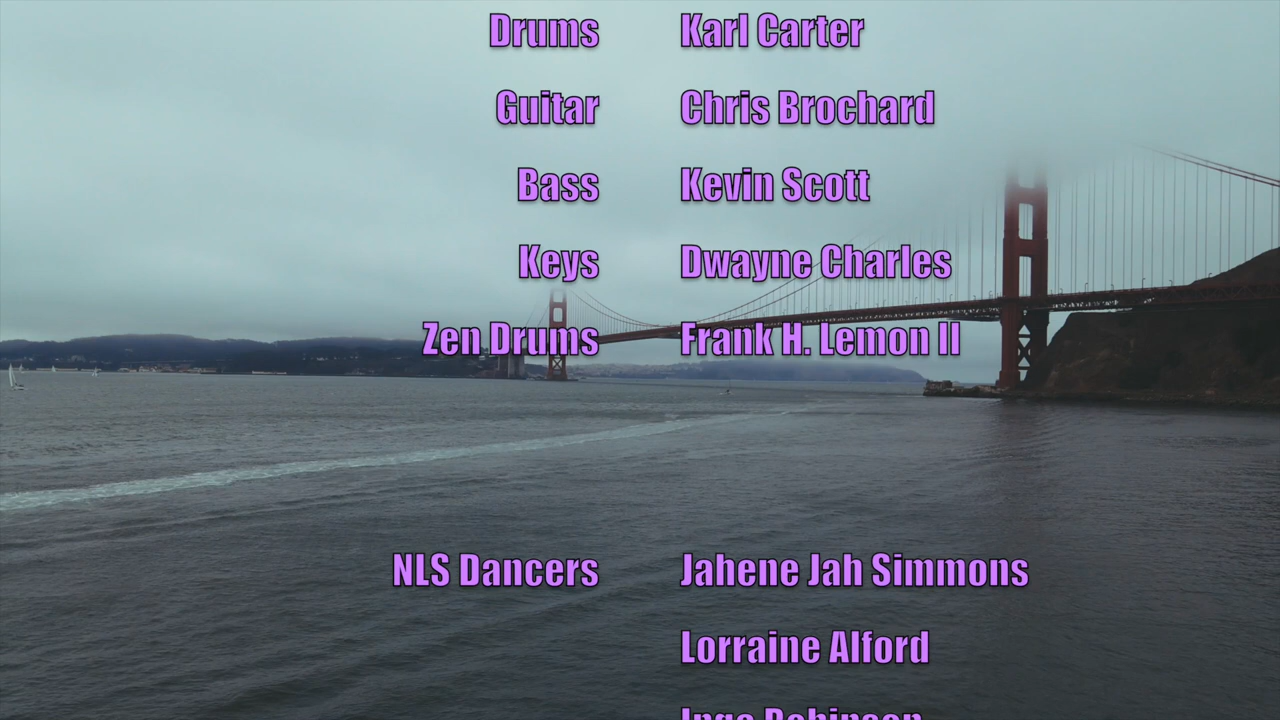 Drums Karl Carter
Guitar Chris Brochard
Bass Kevin Scott
Keys Dwayne Charles
Zen Drums Frank H. Lemon II
NLS Dancers Jahene Jah Simmons
Lorraine Alford